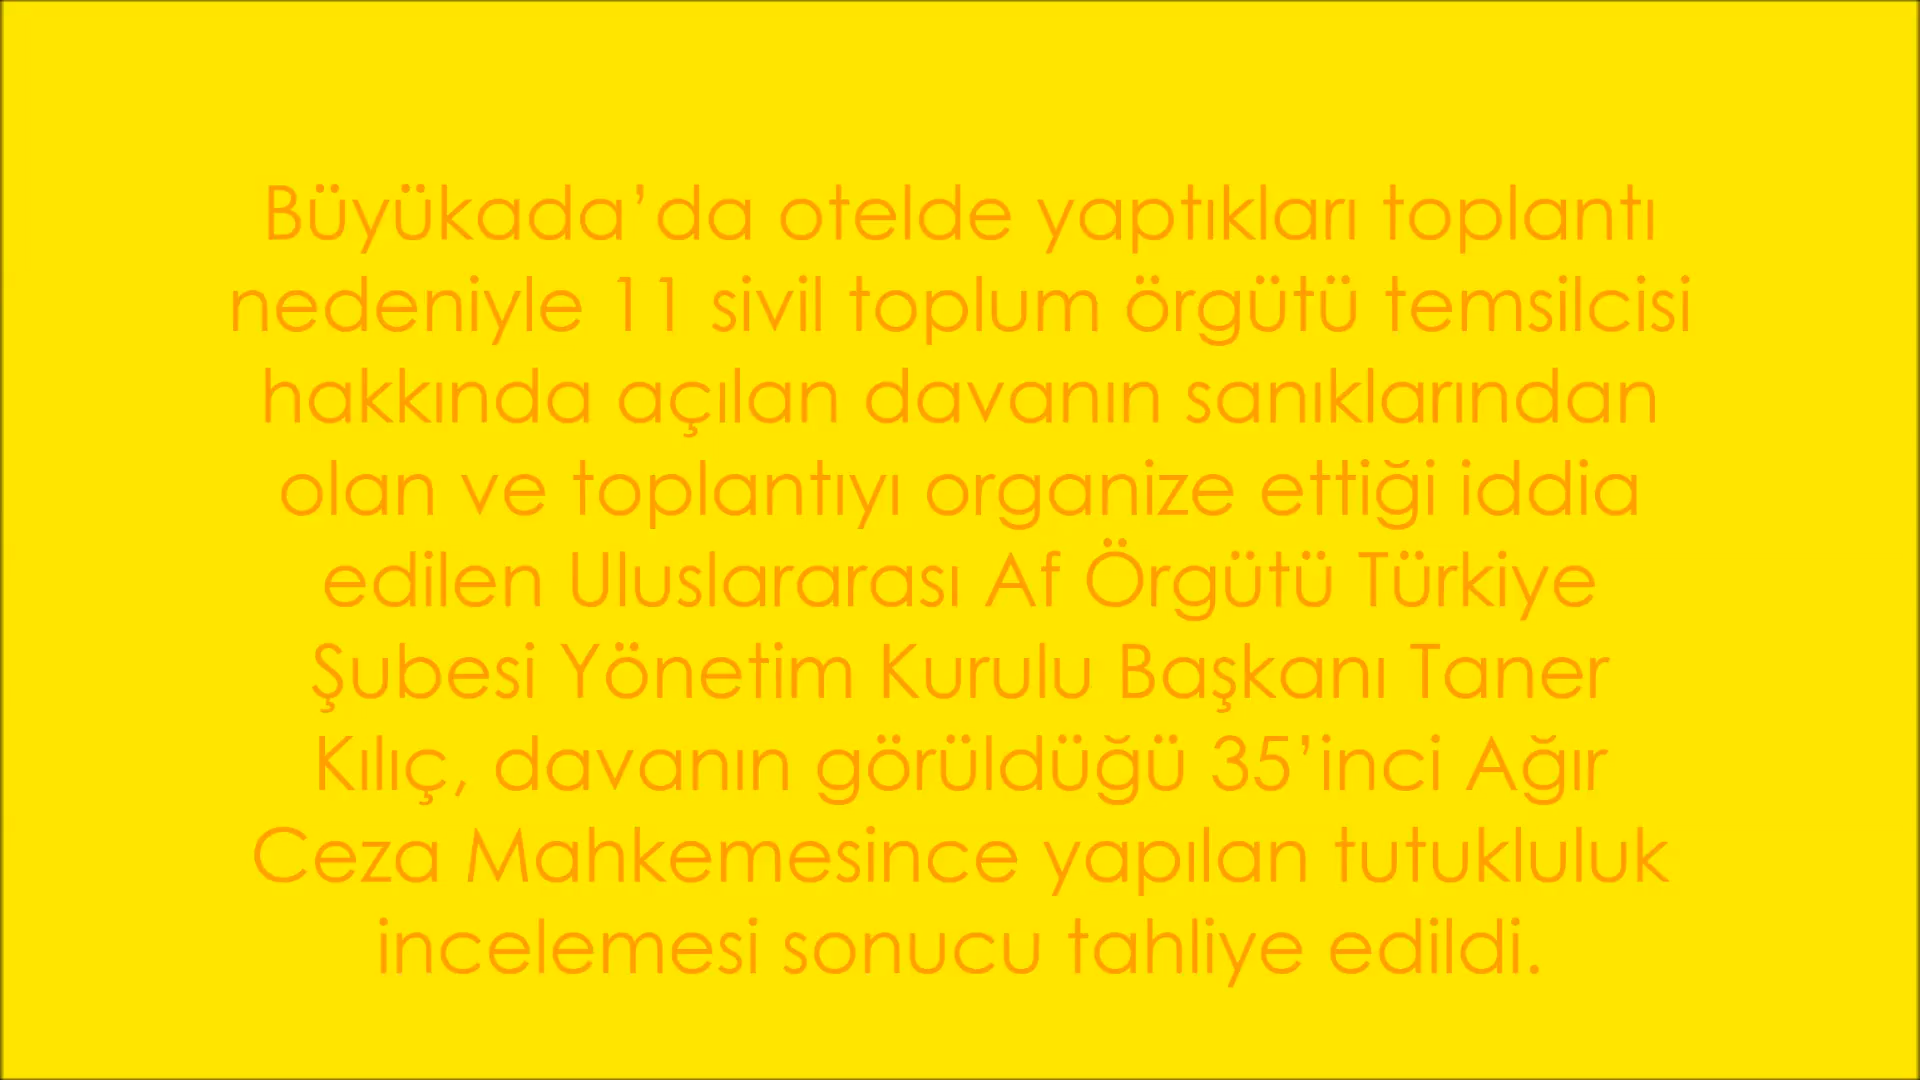 Büyükada’da otelde yaptıkları toplantı
nedeniyle 11 sivil toplum örgütü temsilcisi
hakkında açılan davanın sanıklarından
olan ve toplantıyı organize ettiği iddia
edilen Uluslararası Af Örgütü Türkiye
Şubesi Yönetim Kurulu Başkanı Taner
Kılıç, davanın görüldüğü 35’inci Ağır
Ceza Mahkemesince yapılan tutukluluk
incelemesi sonucu tahliye edildi.